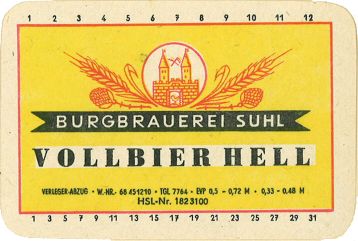 1 2 3 4 5 6 7 8 9 10 11 12
BURGBRAUEREI SUHL
VOLLBIER HELL
VERLEGER-ABZUG • W.-NR. 68 451210 • TGL 7764 • EVP 0,5 - 0,72 M • 0,33 - 0,48 M
HSL-Nr. 182 3100
1 3 5 7 9 11 13 15 17 19 21 23 25 27 29 31